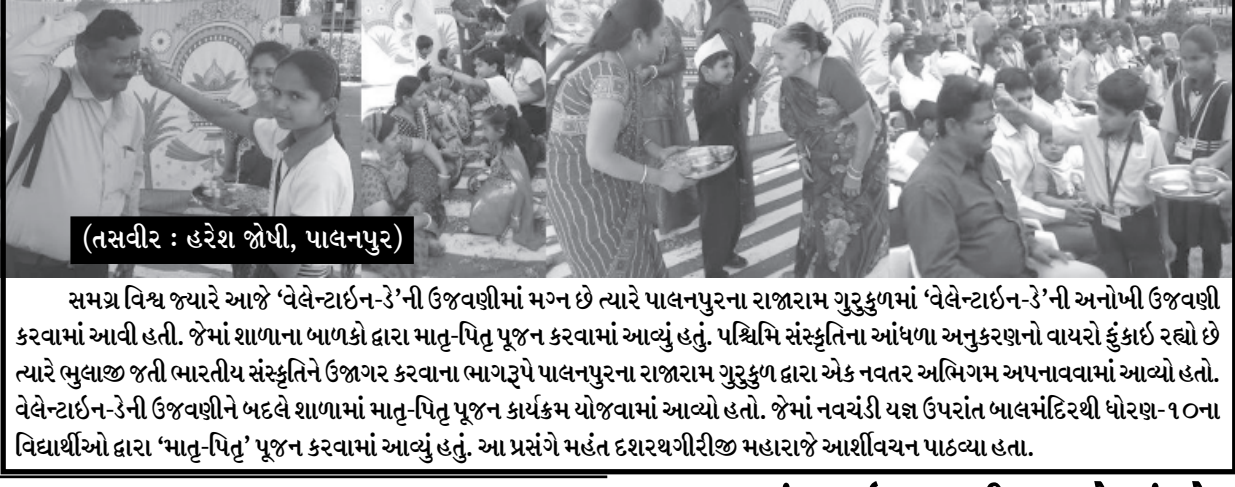 (તસવીર : હરેશ જોષી, પાલનપુર)
સમગ્ર વિશ્વ જ્યારે આજે ‘વેલેન્ટાઇન-ડે’ની ઉજવણીમાં મગ્ન છે ત્યારે પાલનપુરના રાજારામ ગુરુકુળમાં ‘વેલેન્ટાઇન-ડે’ની અનોખી ઉજવણી
કરવામાં આવી હતી. જેમાં શાળાના બાળકો દ્વારા માતૃ-પિતૃ પૂજન કરવામાં આવ્યું હતું. પશ્ચિમિ સંસ્કૃતિના આંધળા અનુકરણનો વાયરો ફુંકાઇ રહ્યો છે
ત્યારે ભુલાજી જતી ભારતીય સંસ્કૃતિને ઉજાગર કરવાના ભાગરૂપે પાલનપુરના રાજારામ ગુરુકુળ દ્વારા એક નવતર અભિગમ અપનાવવામાં આવ્યો હતો.
વેલેન્ટાઇન-ડેની ઉજવણીને બદલે શાળામાં માતૃ-પિતૃ પૂજન કાર્યક્રમ યોજવામાં આવ્યો હતો. જેમાં નવચંડી યજ્ઞ ઉપરાંત બાલમંદિરથી ધોરણ-૧૦ના
વિદ્યાર્થીઓ દ્વારા ‘માતૃ-પિતૃ’ પૂજન કરવામાં આવ્યું હતું. આ પ્રસંગે મહંત દશરથગીરીજી મહારાજે આર્શીવચન પાઠવ્યા હતા.